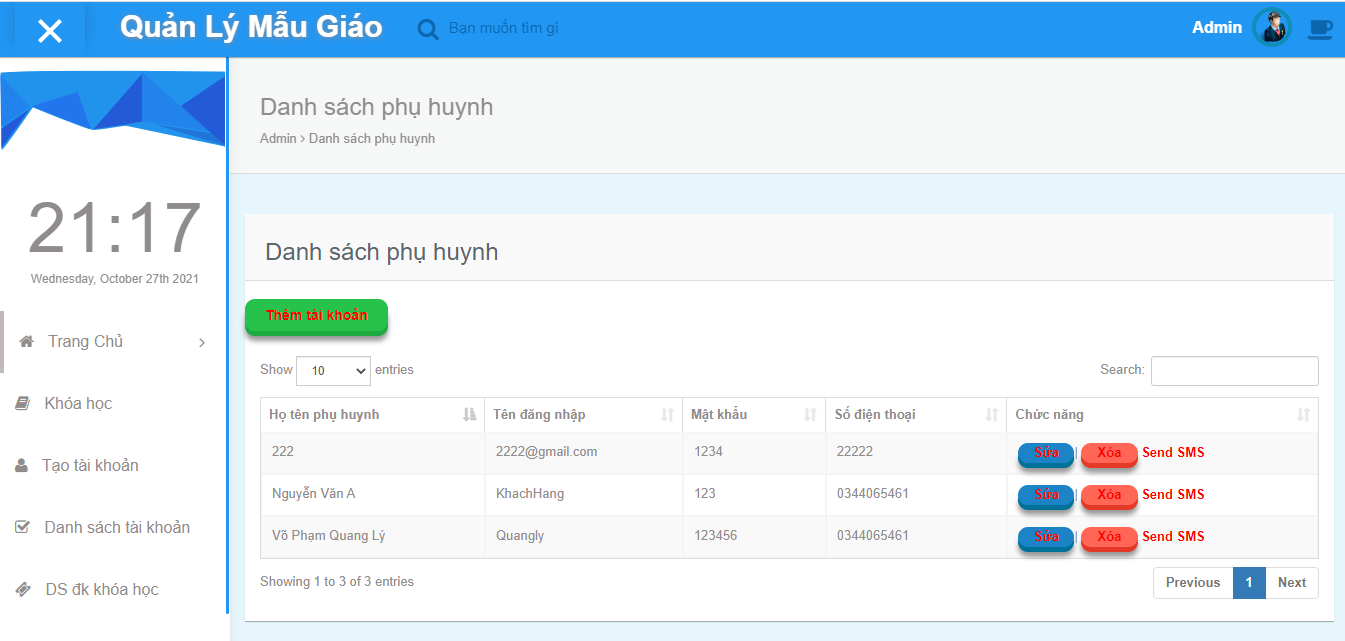 Quản Lý Mẫu Giáo
Bạn muốn tìm gì
Admin
Danh sách phụ huynh
Admin > Danh sách phụ huynh
21:17
Wednesday, October 27th 2021
Trang Chủ
Khóa học
Tạo tài khoản
Danh sách tài khoản
DS đk khóa học
Danh sách phụ huynh
Thêm tài khoản
Show 10 entries
Search:
Họ tên phụ huynh Tên đăng nhập Mật khẩu Số điện thoại Chức năng
222 2222@gmail.com 1234 22222 Sửa | Xóa Send SMS
Nguyễn Văn A KhachHang 123 0344065461 Sửa | Xóa Send SMS
Võ Phạm Quang Lý Quangly 123456 0344065461 Sửa | Xóa Send SMS
Showing 1 to 3 of 3 entries
Previous 1 Next